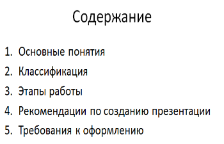 Содержание
1. Основные понятия
2. Классификация
3. Этапы работы
4. Рекомендации по созданию презентации
5. Требования к оформлению